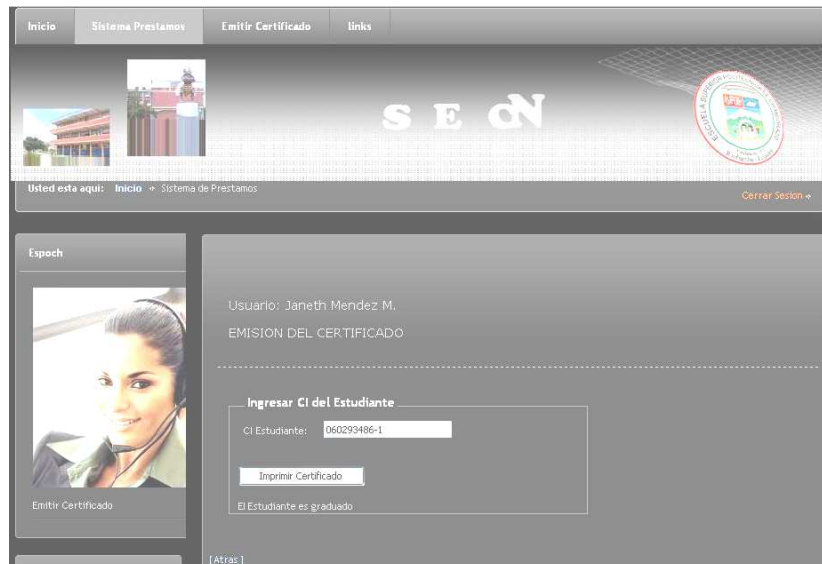 Inicio Sistema Prestamos Emitir Certificado links
S E CN
Usted esta aqui: Inicio Sistema de Prestamos
Cerrar Sesion
Espoch
Emitir Certificado
Usuario: Janeth Mendez M.
EMISION DEL CERTIFICADO
Ingresar CI del Estudiante
CI Estudiante: 060293486-1
Imprimir Certificado
El Estudiante es graduado
[Atras]